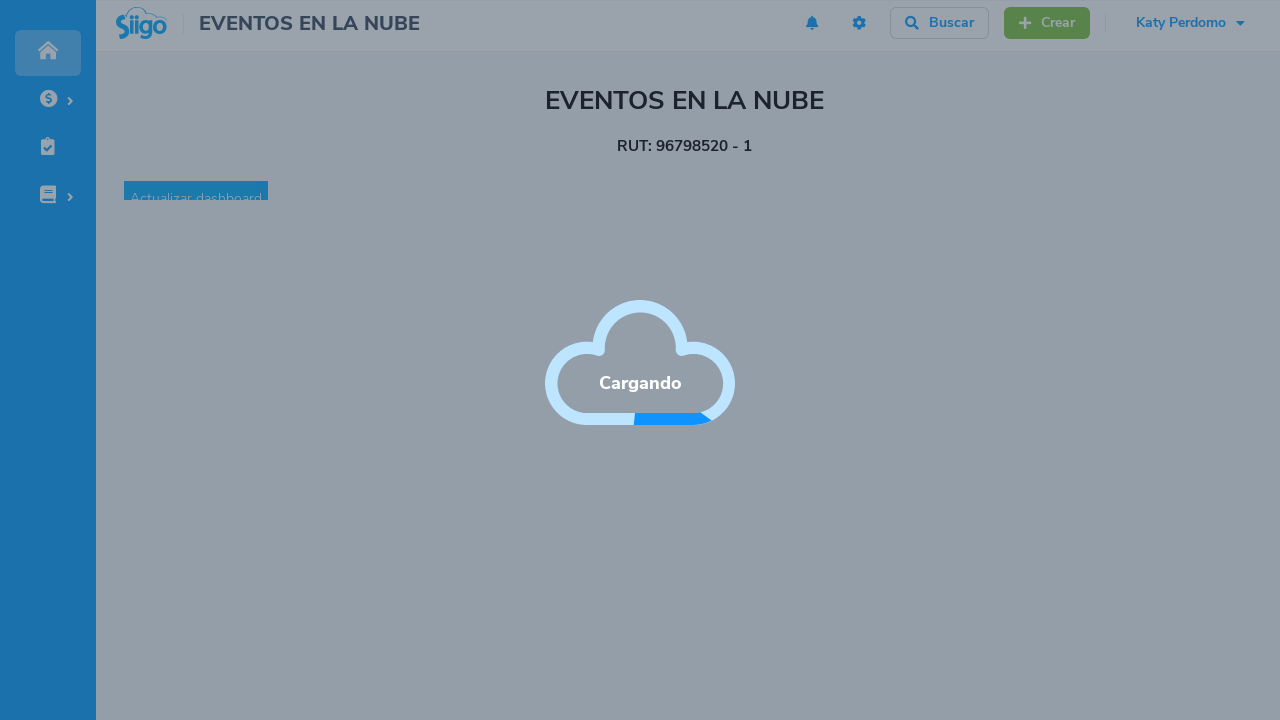 Siigo
EVENTOS EN LA NUBE
Buscar
Crear
Katy Perdomo
EVENTOS EN LA NUBE
RUT: 96798520 - 1
Actualizar dashboard
Cargando